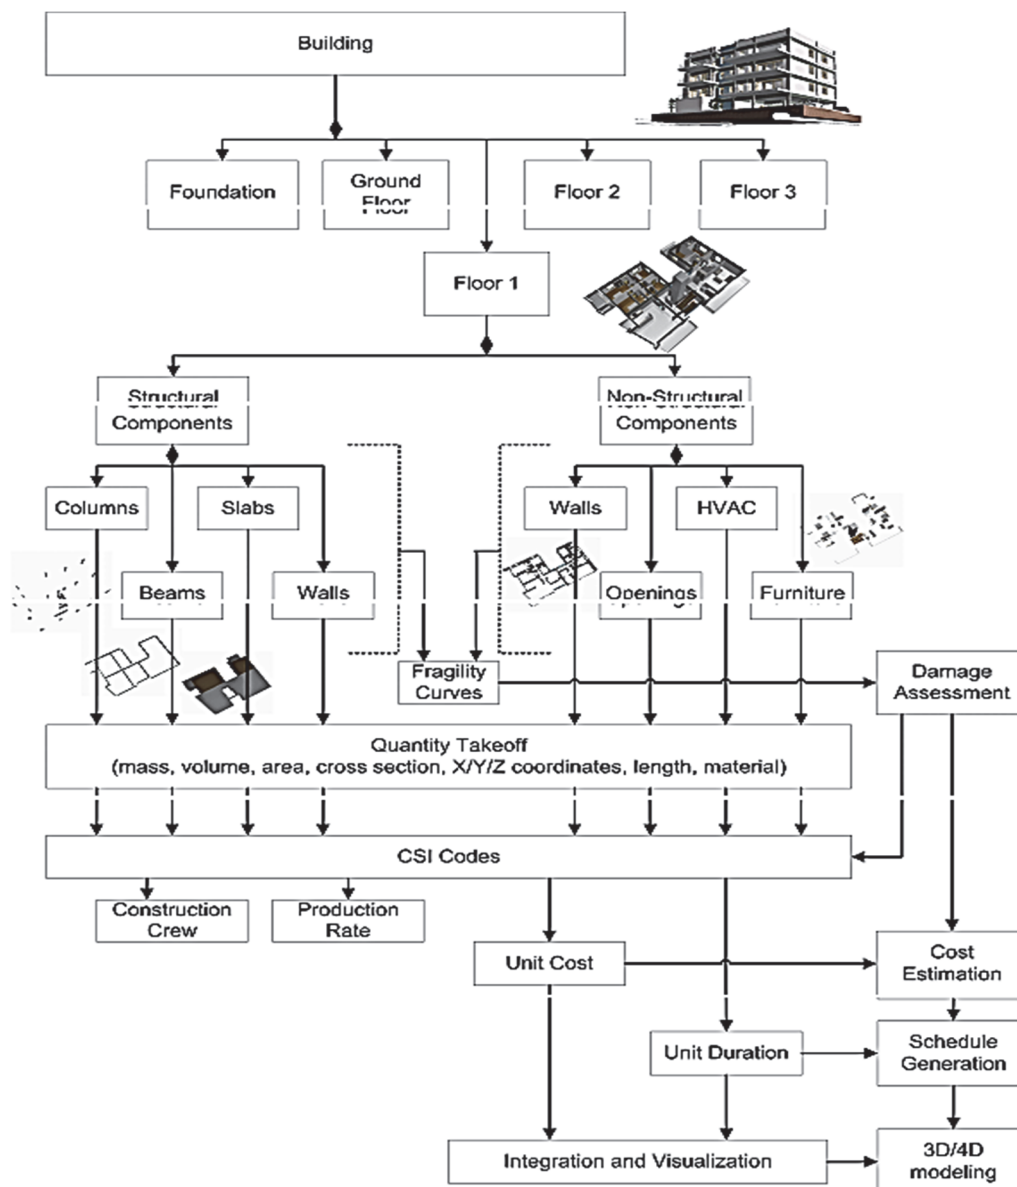 Building
Foundation
Ground
Floor
Floor 2
Floor 3
Floor 1
Structural
Components
Non-Structural
Components
Columns
Slabs
Walls
HVAC
Beams
Walls
Openings
Furniture
Fragility
Curves
Damage
Assessment
Quantity Takeoff
(mass, volume, area, cross section, X/Y/Z coordinates, length, material)
CSI Codes
Construction
Crew
Production
Rate
Unit Cost
Cost
Estimation
Unit Duration
Schedule
Generation
Integration and Visualization
3D/4D
modeling